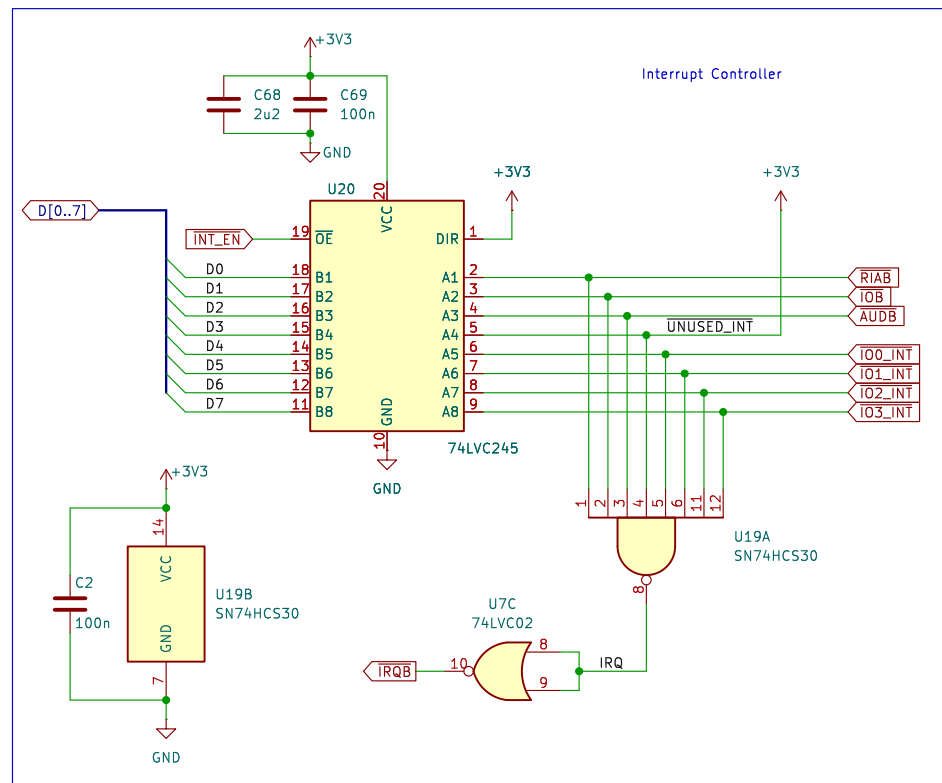 +3V3
Interrupt Controller
C68
2u2
C69
100n
GND
+3V3
+3V3
U20
20
VCC
D[0..7]
INT_EN
19
OE
DIR
1
D0
18
B1
A1
2
RIAB
D1
17
B2
A2
3
IOB
D2
16
B3
A3
4
AUDB
D3
15
B4
A4
5
UNUSED_INT
D4
14
B5
A5
6
IO0_INT
D5
13
B6
A6
7
IO1_INT
D6
12
B7
A7
8
IO2_INT
D7
11
B8
A8
9
IO3_INT
GND
10
74LVC245
GND
+3V3
1
2
3
4
5
6
11
12
14
VCC
U19A
SN74HCS30
C2
100n
U19B
SN74HCS30
8
U7C
74LVC02
GND
7
IRQB
10
8
9
IRQ
GND